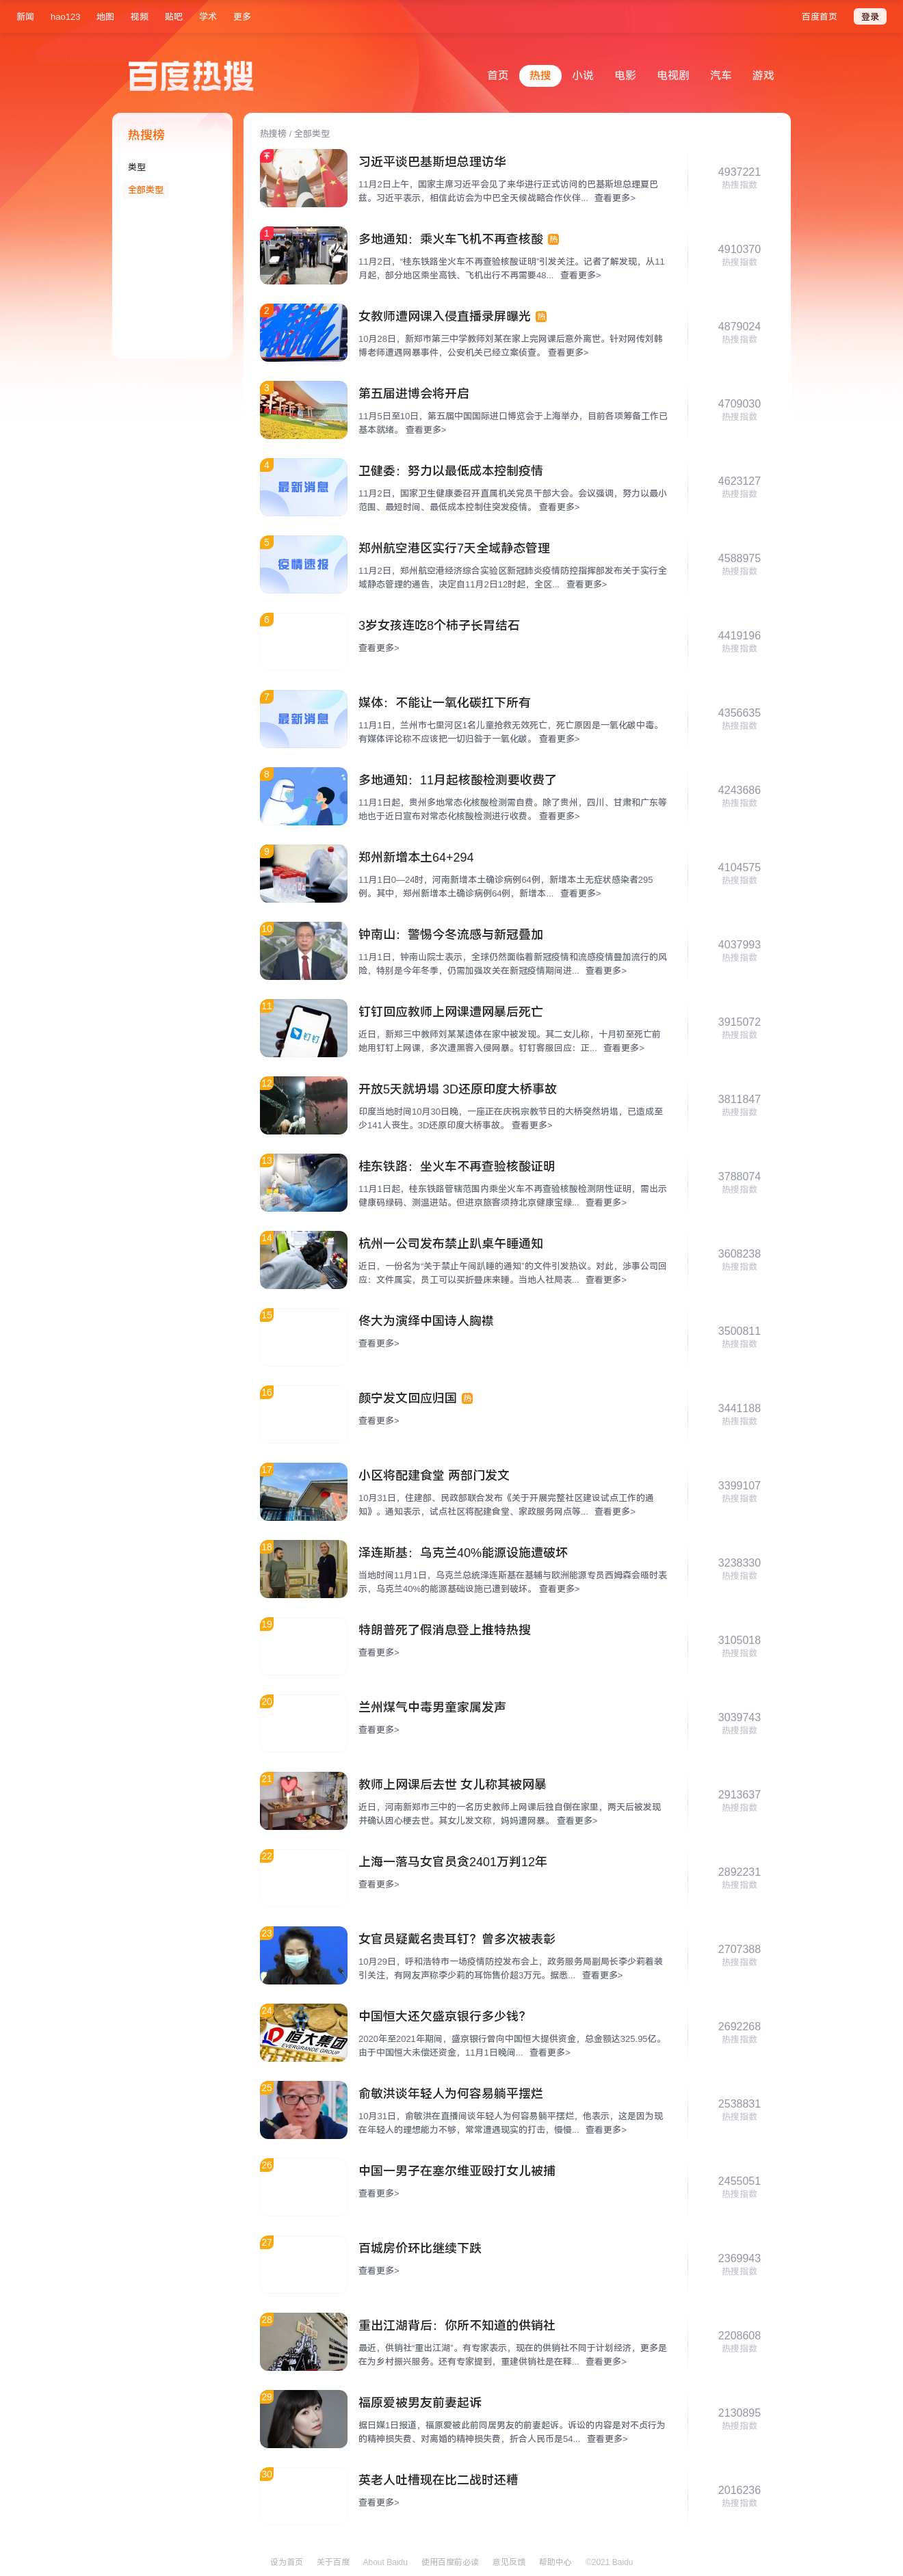 新闻 hao123 地图 视频 贴吧 学术 更多 百度首页 登录
百度热搜
首页 热搜 小说 电影 电视剧 汽车 游戏
热搜榜
类型
全部类型
热搜榜 / 全部类型
习近平谈巴基斯坦总理访华
11月2日上午，国家主席习近平会见了来华进行正式访问的巴基斯坦总理夏巴
兹。习近平表示，相信此访会为中巴全天候战略合作伙伴... 查看更多>
4937221
热搜指数
1
多地通知：乘火车飞机不再查核酸 热
11月2日，“桂东铁路坐火车不再查验核酸证明”引发关注。记者了解发现，从11
月起，部分地区乘坐高铁、飞机出行不再需要48... 查看更多>
4910370
热搜指数
2
女教师遭网课入侵直播录屏曝光 热
10月28日，新郑市第三中学教师刘某在家上完网课后意外离世。针对网传刘韩
博老师遭遇网暴事件，公安机关已经立案侦查。 查看更多>
4879024
热搜指数
3
第五届进博会将开启
11月5日至10日，第五届中国国际进口博览会于上海举办，目前各项筹备工作已
基本就绪。 查看更多>
4709030
热搜指数
4
最新消息
卫健委：努力以最低成本控制疫情
11月2日，国家卫生健康委召开直属机关党员干部大会。会议强调，努力以最小
范围、最短时间、最低成本控制住突发疫情。 查看更多>
4623127
热搜指数
5
疫情速报
郑州航空港区实行7天全域静态管理
11月2日，郑州航空港经济综合实验区新冠肺炎疫情防控指挥部发布关于实行全
域静态管理的通告，决定自11月2日12时起，全区... 查看更多>
4588975
热搜指数
6
3岁女孩连吃8个柿子长胃结石
查看更多>
4419196
热搜指数
7
最新消息
媒体：不能让一氧化碳扛下所有
11月1日，兰州市七里河区1名儿童抢救无效死亡，死亡原因是一氧化碳中毒。
有媒体评论称不应该把一切归咎于一氧化碳。 查看更多>
4356635
热搜指数
8
多地通知：11月起核酸检测要收费了
11月1日起，贵州多地常态化核酸检测需自费。除了贵州，四川、甘肃和广东等
地也于近日宣布对常态化核酸检测进行收费。 查看更多>
4243686
热搜指数
9
郑州新增本土64+294
11月1日0—24时，河南新增本土确诊病例64例，新增本土无症状感染者295
例。其中，郑州新增本土确诊病例64例，新增本... 查看更多>
4104575
热搜指数
10
钟南山：警惕今冬流感与新冠叠加
11月1日，钟南山院士表示，全球仍然面临着新冠疫情和流感疫情叠加流行的风
险，特别是今年冬季，仍需加强攻关在新冠疫情期间进... 查看更多>
4037993
热搜指数
11
钉钉
钉钉回应教师上网课遭网暴后死亡
近日，新郑三中教师刘某某遗体在家中被发现。其二女儿称，十月初至死亡前
她用钉钉上网课，多次遭黑客入侵网暴。钉钉客服回应：正... 查看更多>
3915072
热搜指数
12
开放5天就坍塌 3D还原印度大桥事故
印度当地时间10月30日晚，一座正在庆祝宗教节日的大桥突然坍塌，已造成至
少141人丧生。3D还原印度大桥事故。 查看更多>
3811847
热搜指数
13
桂东铁路：坐火车不再查验核酸证明
11月1日起，桂东铁路管辖范围内乘坐火车不再查验核酸检测阴性证明，需出示
健康码绿码、测温进站。但进京旅客须持北京健康宝绿... 查看更多>
3788074
热搜指数
14
杭州一公司发布禁止趴桌午睡通知
近日，一份名为“关于禁止午间趴睡的通知”的文件引发热议。对此，涉事公司回
应：文件属实，员工可以买折叠床来睡。当地人社局表... 查看更多>
3608238
热搜指数
15
佟大为演绎中国诗人胸襟
查看更多>
3500811
热搜指数
16
颜宁发文回应归国 热
查看更多>
3441188
热搜指数
17
小区将配建食堂 两部门发文
10月31日，住建部、民政部联合发布《关于开展完整社区建设试点工作的通
知》。通知表示，试点社区将配建食堂、家政服务网点等... 查看更多>
3399107
热搜指数
18
泽连斯基：乌克兰40%能源设施遭破坏
当地时间11月1日，乌克兰总统泽连斯基在基辅与欧洲能源专员西姆森会晤时表
示，乌克兰40%的能源基础设施已遭到破坏。 查看更多>
3238330
热搜指数
19
特朗普死了假消息登上推特热搜
查看更多>
3105018
热搜指数
20
兰州煤气中毒男童家属发声
查看更多>
3039743
热搜指数
21
教师上网课后去世 女儿称其被网暴
近日，河南新郑市三中的一名历史教师上网课后独自倒在家里，两天后被发现
并确认因心梗去世。其女儿发文称，妈妈遭网暴。 查看更多>
2913637
热搜指数
22
上海一落马女官员贪2401万判12年
查看更多>
2892231
热搜指数
23
女官员疑戴名贵耳钉？曾多次被表彰
10月29日，呼和浩特市一场疫情防控发布会上，政务服务局副局长李少莉着装
引关注，有网友声称李少莉的耳饰售价超3万元。据悉... 查看更多>
2707388
热搜指数
24
恒大集团
EVERGRANDE GROUP
中国恒大还欠盛京银行多少钱？
2020年至2021年期间，盛京银行曾向中国恒大提供资金，总金额达325.95亿。
由于中国恒大未偿还资金，11月1日晚间... 查看更多>
2692268
热搜指数
25
俞敏洪谈年轻人为何容易躺平摆烂
10月31日，俞敏洪在直播间谈年轻人为何容易躺平摆烂，他表示，这是因为现
在年轻人的理想能力不够，常常遭遇现实的打击，慢慢... 查看更多>
2538831
热搜指数
26
中国一男子在塞尔维亚殴打女儿被捕
查看更多>
2455051
热搜指数
27
百城房价环比继续下跌
查看更多>
2369943
热搜指数
28
重出江湖背后：你所不知道的供销社
最近，供销社“重出江湖”。有专家表示，现在的供销社不同于计划经济，更多是
在为乡村振兴服务。还有专家提到，重建供销社是在释... 查看更多>
2208608
热搜指数
29
福原爱被男友前妻起诉
据日媒1日报道，福原爱被此前同居男友的前妻起诉。诉讼的内容是对不贞行为
的精神损失费、对离婚的精神损失费，折合人民币是54... 查看更多>
2130895
热搜指数
30
英老人吐槽现在比二战时还糟
查看更多>
2016236
热搜指数
设为首页 关于百度 About Baidu 使用百度前必读 意见反馈 帮助中心 ©2021 Baidu